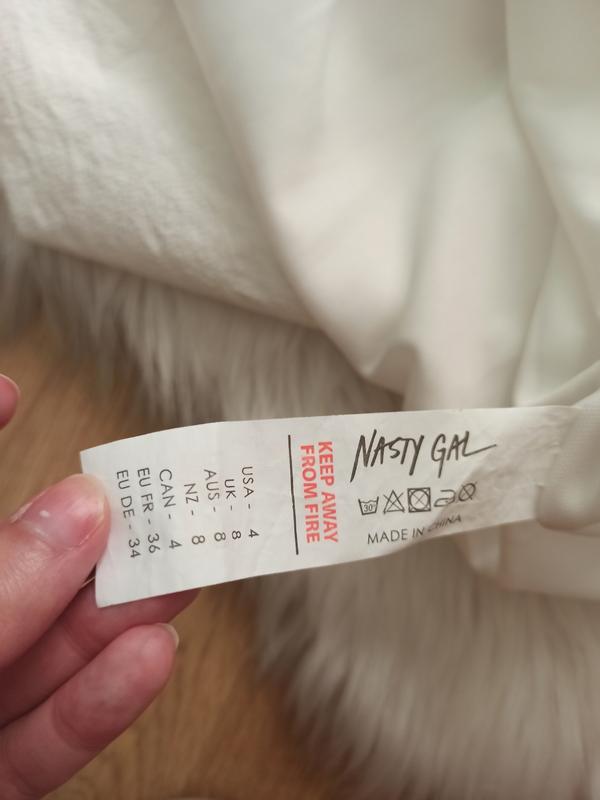 NASTY GAL
30°
MADE IN CHINA
KEEP AWAY
FROM FIRE
USA - 4
UK - 8
AUS - 8
NZ - 8
CAN - 4
EU FR - 36
EU DE - 34